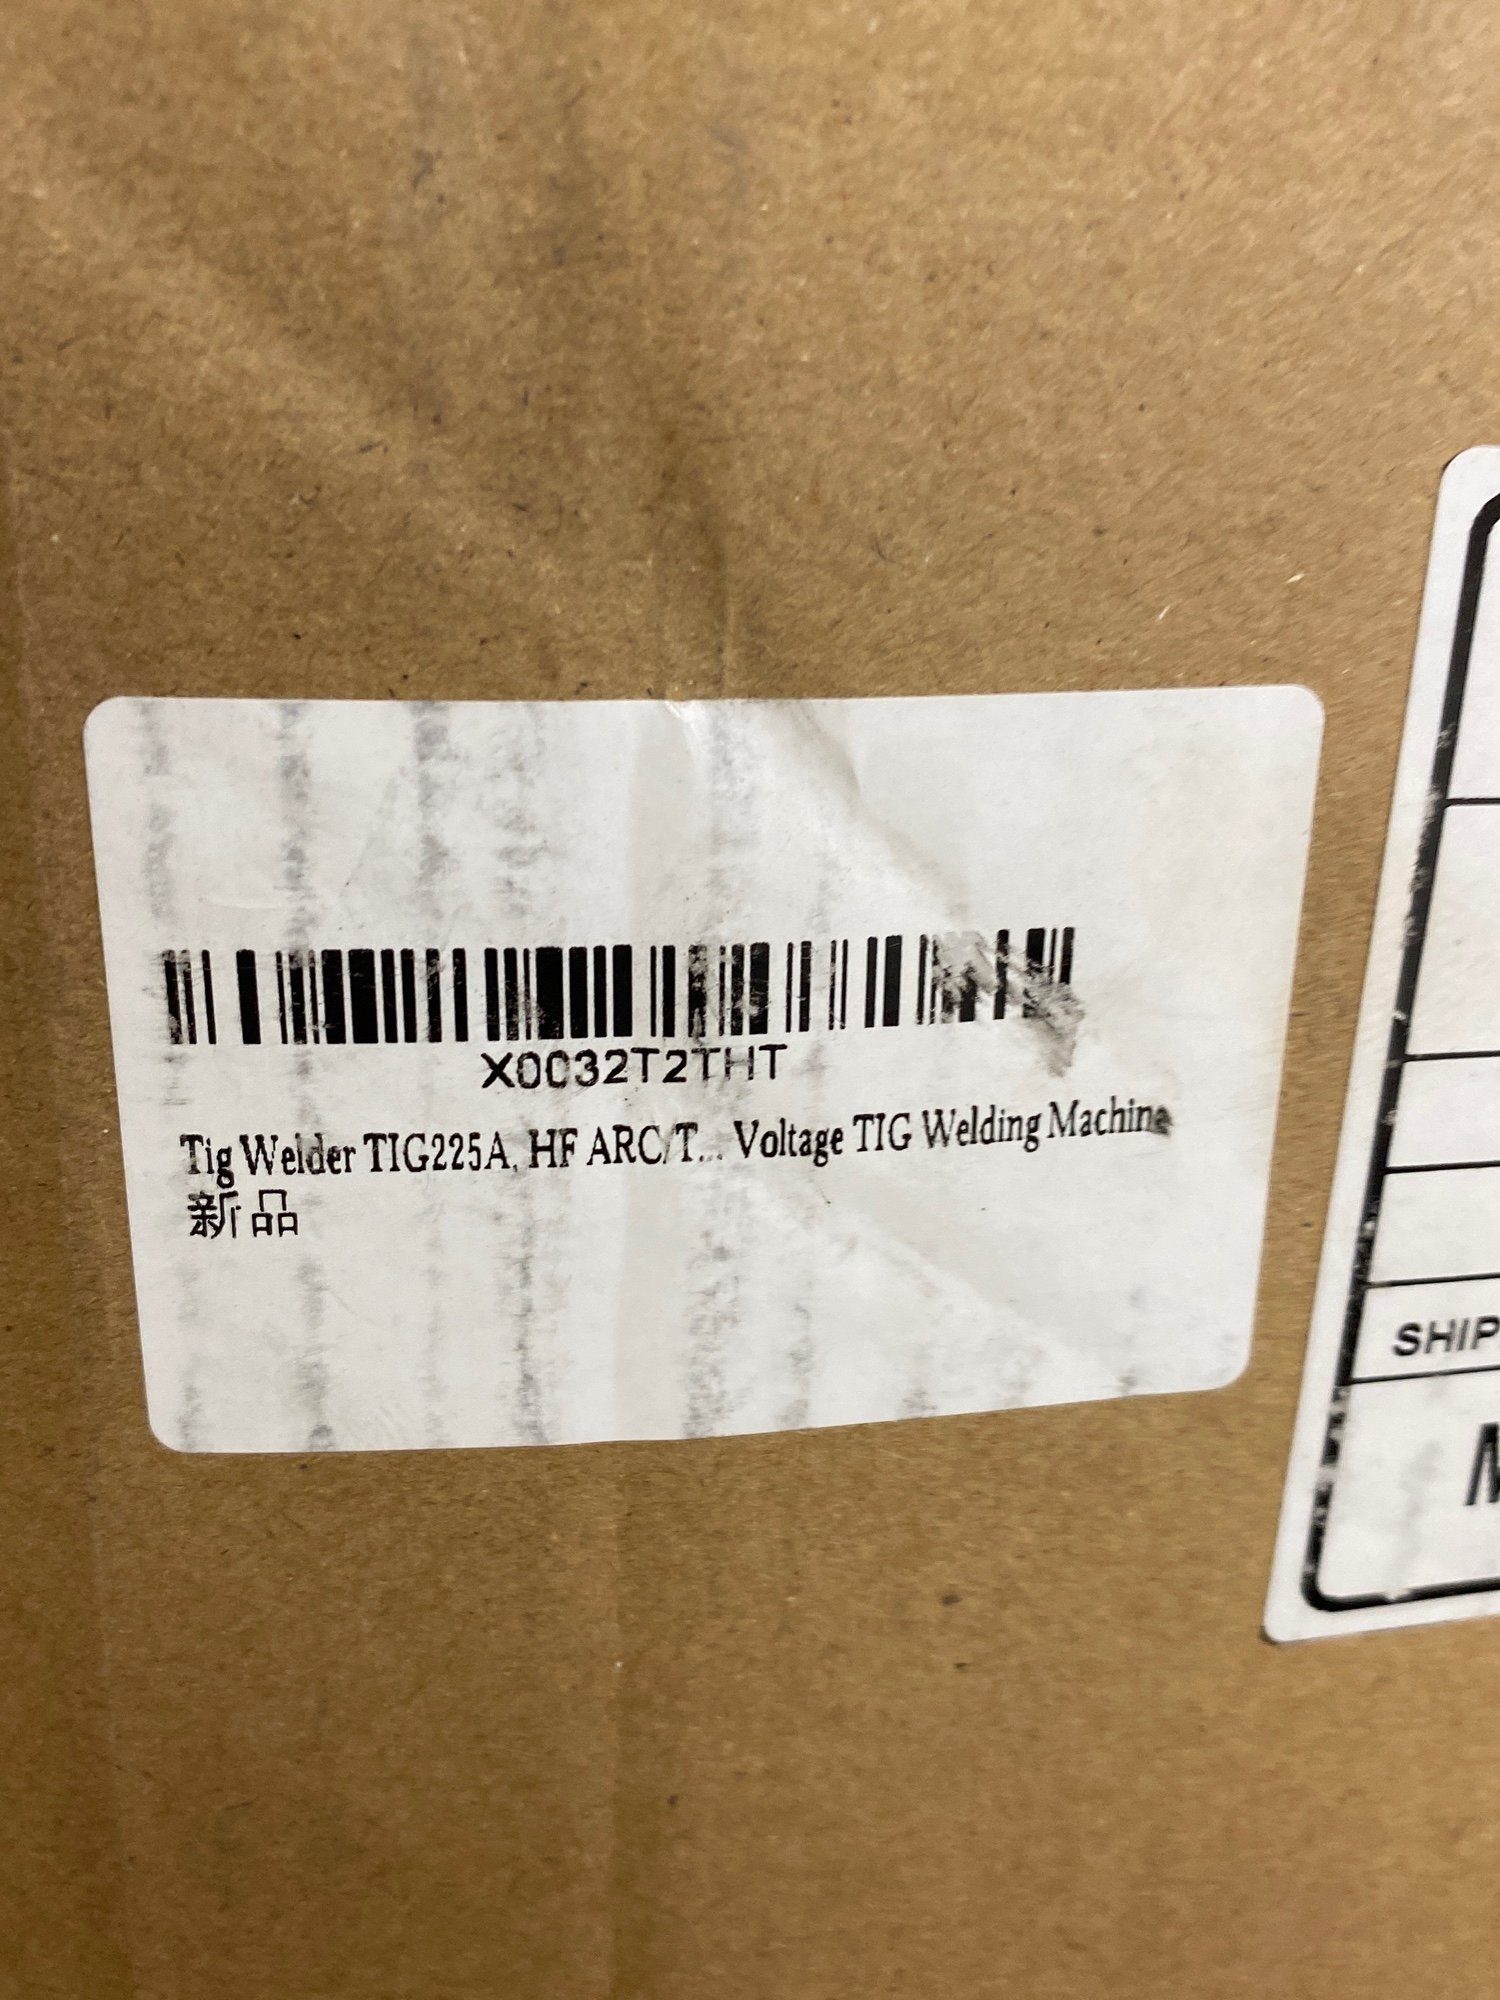 X0032T2THT
Tig Welder TIG225A, HF ARC/T... Voltage TIG Welding Machine
新品
SHIP